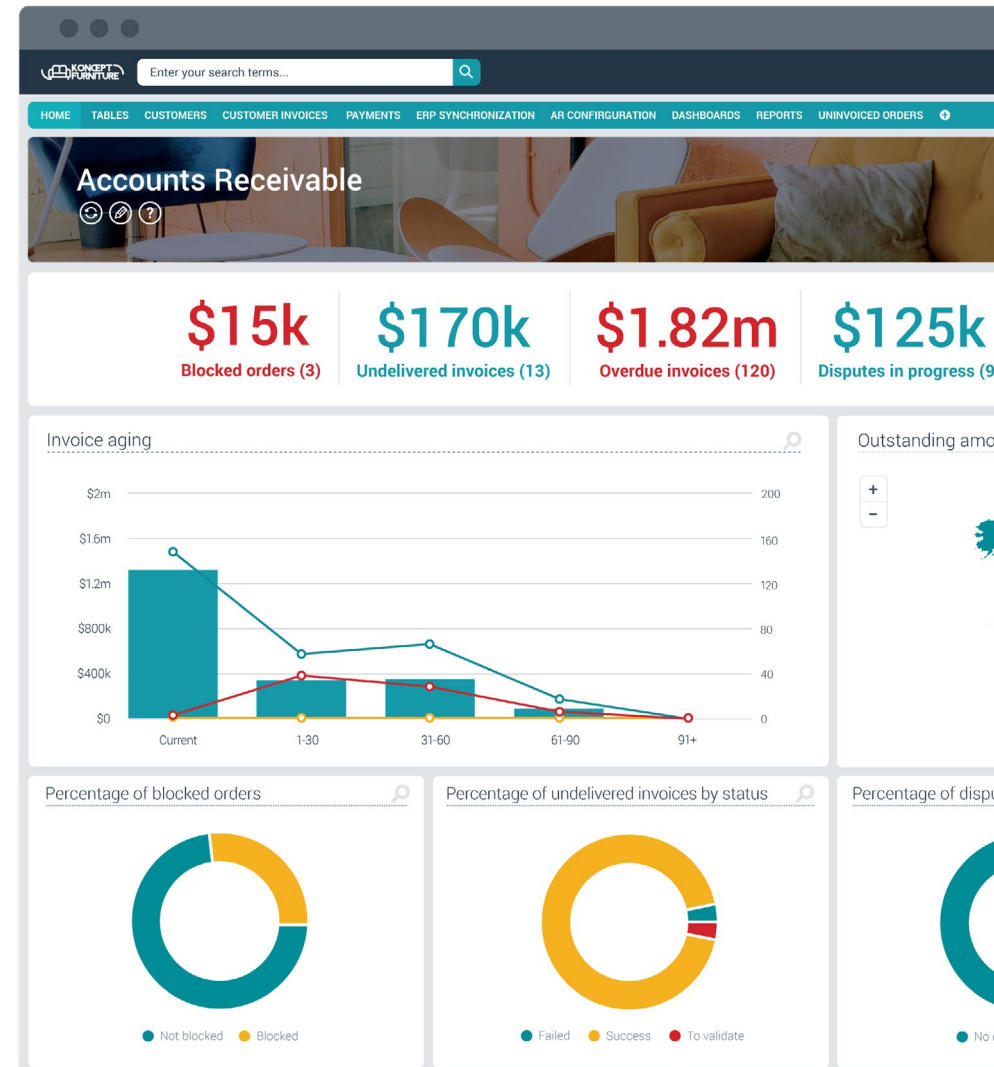 KONCEPT
FURNITURE
Enter your search terms...
HOME TABLES CUSTOMERS CUSTOMER INVOICES PAYMENTS ERP SYNCHRONIZATION AR CONFIRGURATION DASHBOARDS REPORTS UNINVOICED ORDERS
Accounts Receivable
$15k $170k $1.82m $125k
Blocked orders (3) Undelivered invoices (13) Overdue invoices (120) Disputes in progress (9
Invoice aging
Outstanding amo
$2m 200
$1.6m 160
$1.2m 120
$800k 80
$400k 40
$0 0
Current 1-30 31-60 61-90 91+
+
−
Percentage of blocked orders Percentage of undelivered invoices by status Percentage of dispu
Not blocked Blocked Failed Success To validate No